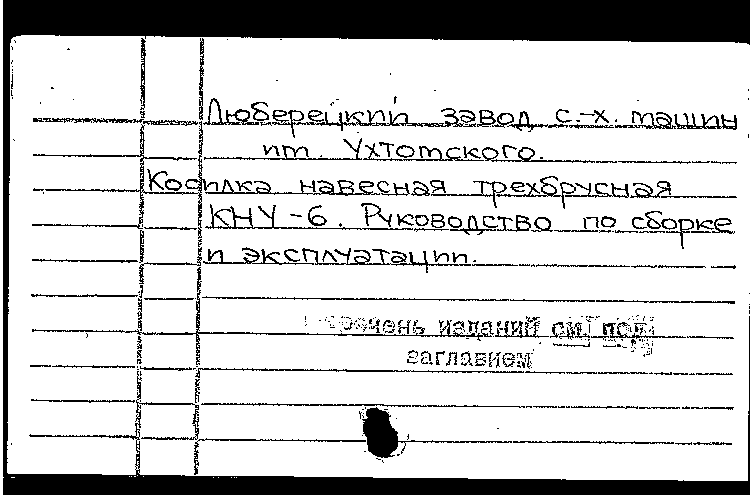 Люберецкий завод с.-х. машин
им. Ухтомского.
Косилка навесная трехбрусная
КНУ-6. Руководство по сборке
и эксплуатации.
Перечень изданий см. под
заглавием